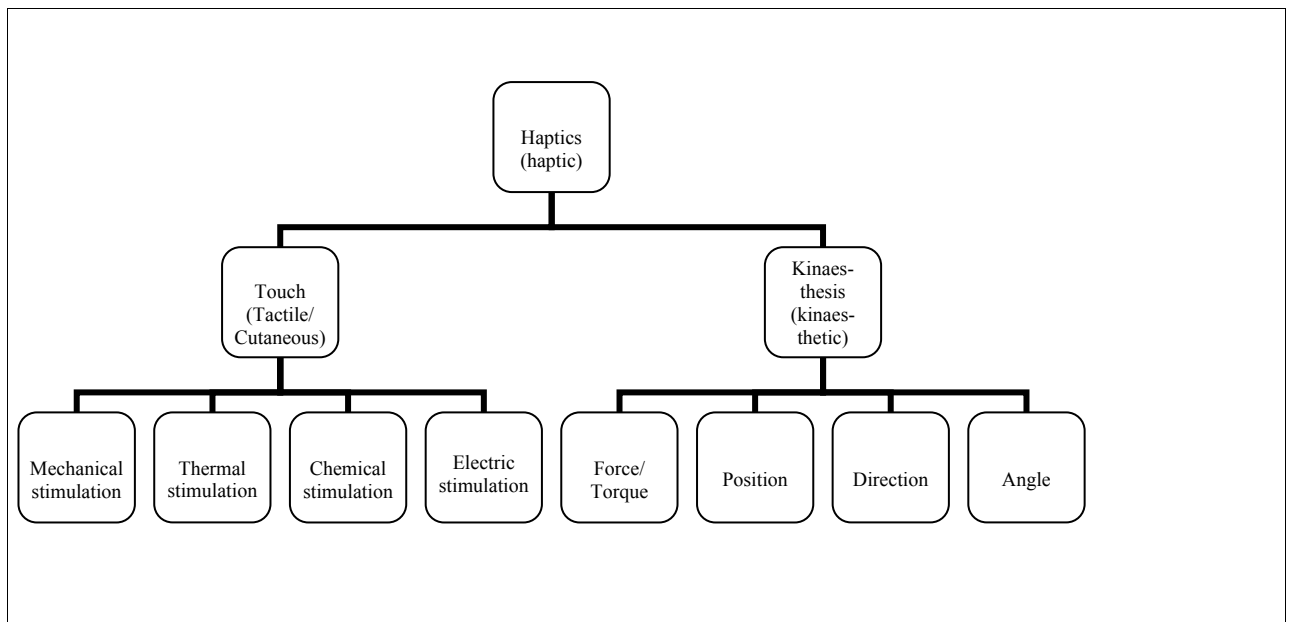 Haptics
(haptic)
Touch
(Tactile/
Cutaneous)
Kinaes-
thesis
(kinaes-
thetic)
Mechanical
stimulation
Thermal
stimulation
Chemical
stimulation
Electric
stimulation
Force/
Torque
Position
Direction
Angle